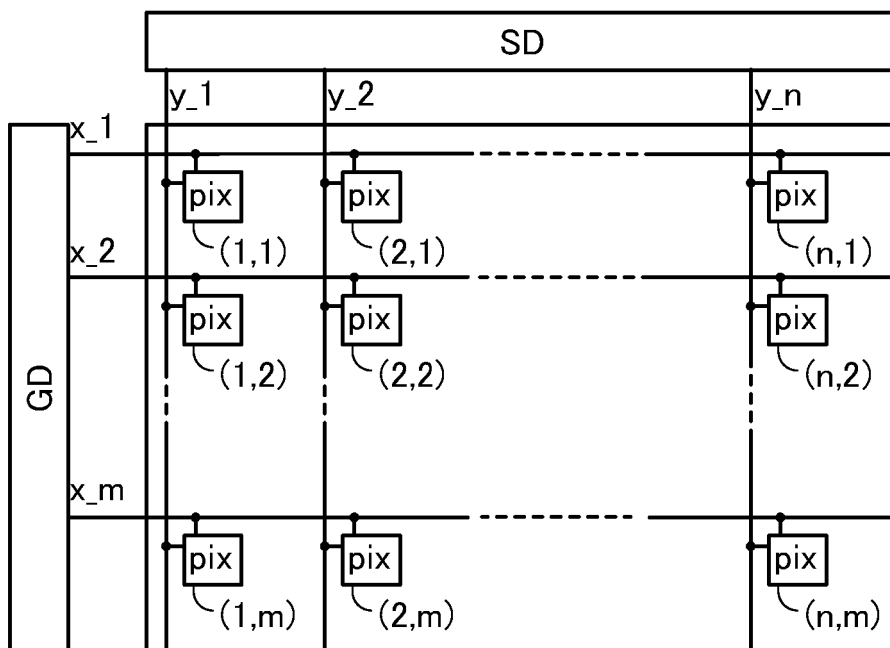 SD
y_1 y_2 y_n
x_1
pix pix pix
(1,1) (2,1) (n,1)
x_2
pix pix pix
(1,2) (2,2) (n,2)
GD
x_m
pix pix pix
(1,m) (2,m) (n,m)